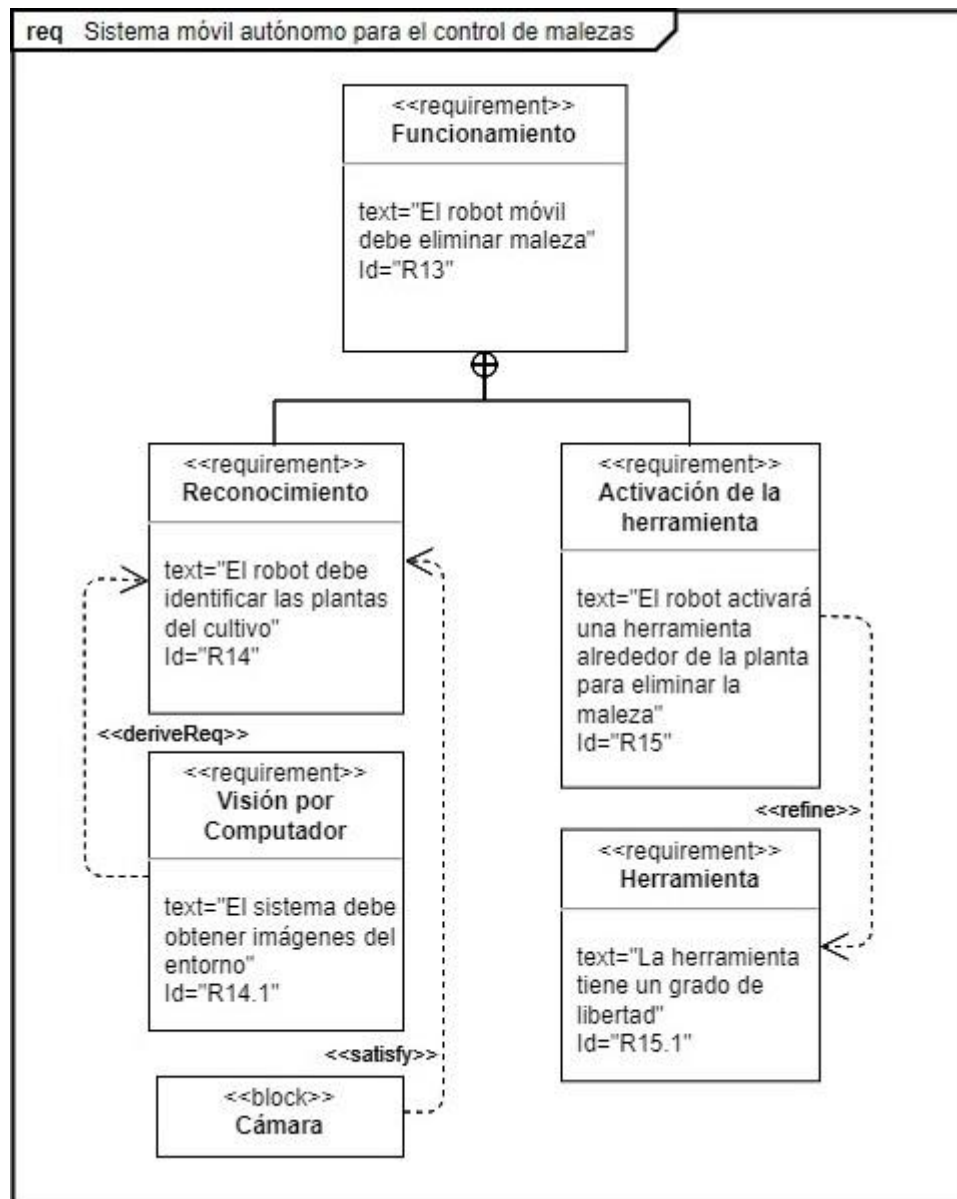 req Sistema móvil autónomo para el control de malezas
<<requirement>>
Funcionamiento
text="El robot móvil
debe eliminar maleza"
Id="R13"
<<requirement>>
Reconocimiento
text="El robot debe
identificar las plantas
del cultivo"
Id="R14"
<<requirement>>
Activación de la
herramienta
text="El robot activará
una herramienta
alrededor de la planta
para eliminar la
maleza"
Id="R15"
<<deriveReq>>
<<requirement>>
Visión por
Computador
text="El sistema debe
obtener imágenes del
entorno"
Id="R14.1"
<<refine>>
<<requirement>>
Herramienta
text="La herramienta
tiene un grado de
libertad"
Id="R15.1"
<<satisfy>>
<<block>>
Cámara